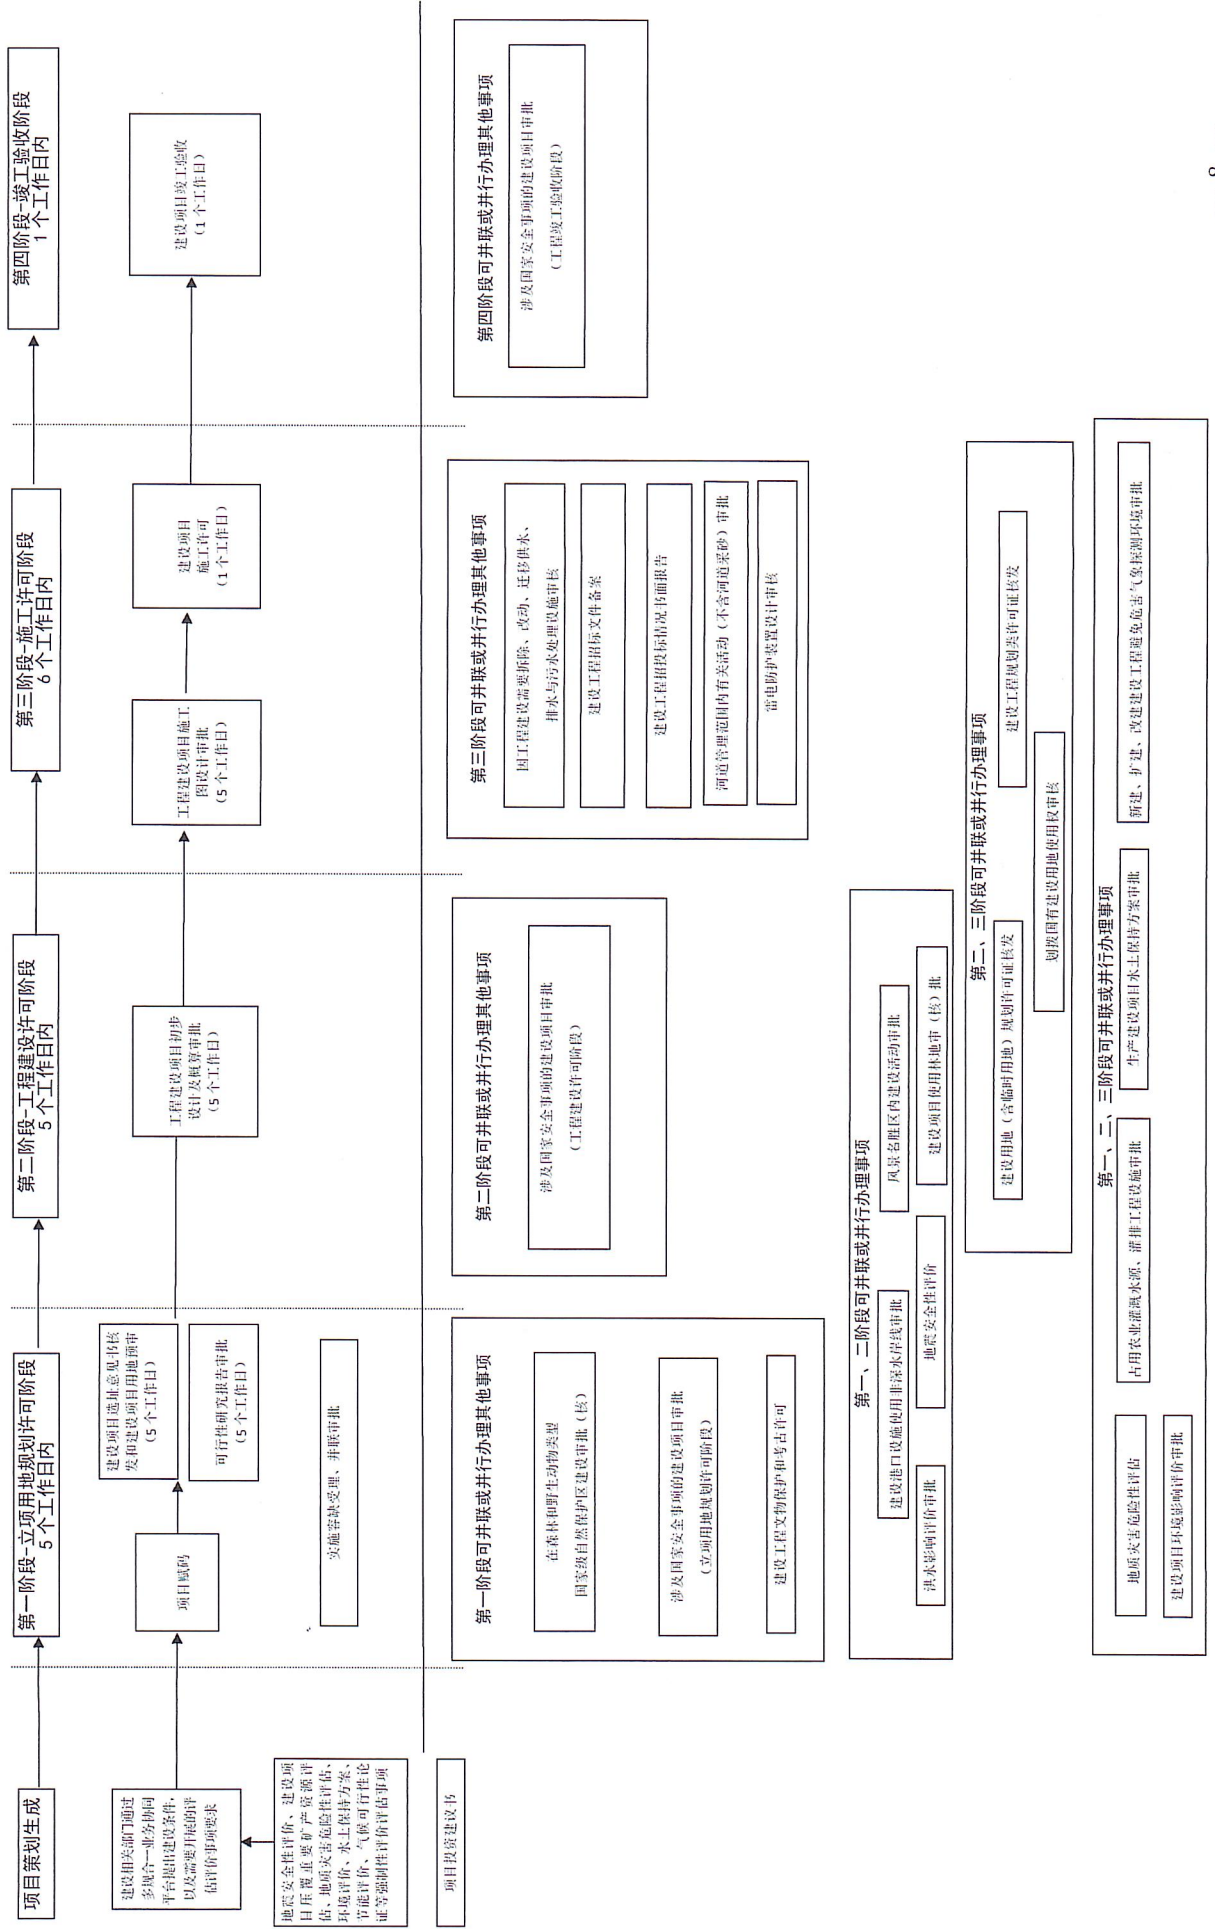 项目策划生成
第一阶段-立项用地规划许可阶段
5 个工作日内
第二阶段-工程建设许可阶段
5 个工作日内
第三阶段-施工许可阶段
6 个工作日内
第四阶段-竣工验收阶段
1 个工作日内
建设相关部门通过
多规合一业务协同
平台提出建设条件，
以及需要开展的评
估评价事项要求
项目赋码
建设项目选址意见书核
发和建设项目用地预审
（5 个工作日）
可行性研究报告审批
（5 个工作日）
工程建设项目初步
设计及概算审批
（5 个工作日）
工程建设项目施工
图设计审批
（5 个工作日）
建设项目
施工许可
（1 个工作日）
建设项目竣工验收
（1 个工作日）
地震安全性评价、建设项
目压覆重要矿产资源评
估、地质灾害危险性评估、
环境评价、水土保持方案、
节能评价、气候可行性论
证等强制性评价评估事项
实施容缺受理、并联审批
项目投资建议书
第一阶段可并联或并行办理其他事项
在森林和野生动物类型
国家级自然保护区建设审批（核）
涉及国家安全事项的建设项目审批
（立项用地规划许可阶段）
建设工程文物保护和考古许可
第二阶段可并联或并行办理其他事项
涉及国家安全事项的建设项目审批
（工程建设许可阶段）
第三阶段可并联或并行办理其他事项
因工程建设需要拆除、改动、迁移供水、
排水与污水处理设施审核
建设工程招标文件备案
建设工程招投标情况书面报告
河道管理范围内有关活动（不含河道采砂）审批
雷电防护装置设计审核
第四阶段可并联或并行办理其他事项
涉及国家安全事项的建设项目审批
（工程竣工验收阶段）
第一、二阶段可并联或并行办理事项
建设港口设施使用非深水岸线审批
风景名胜区内建设活动审批
洪水影响评价审批
地震安全性评价
建设项目使用林地审（核）批
第二、三阶段可并联或并行办理事项
建设用地（含临时用地）规划许可证核发
建设工程规划类许可证核发
划拨国有建设用地使用权审核
第一、二、三阶段可并联或并行办理事项
地质灾害危险性评估
占用农业灌溉水源、灌排工程设施审批
生产建设项目水土保持方案审批
新建、扩建、改建建设工程避免危害气象探测环境审批
建设项目环境影响评价审批